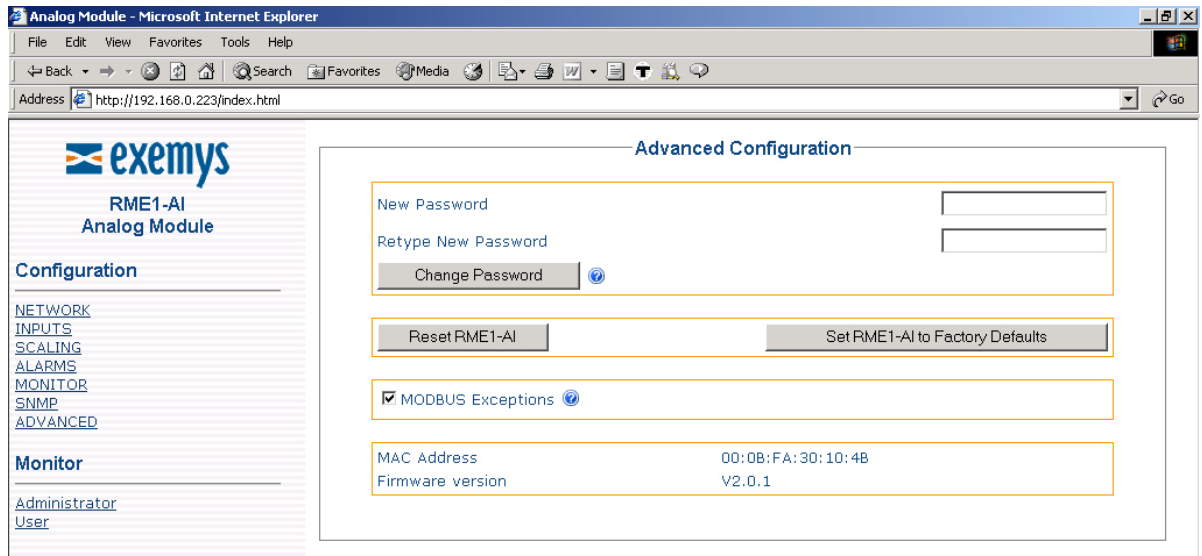 Analog Module - Microsoft Internet Explorer
File Edit View Favorites Tools Help
Back Search Favorites Media
Address http://192.168.0.223/index.html Go
exemys
RME1-AI
Analog Module
Configuration
NETWORK
INPUTS
SCALING
ALARMS
MONITOR
SNMP
ADVANCED
Monitor
Administrator
User
Advanced Configuration
New Password
Retype New Password
Change Password ?
Reset RME1-AI Set RME1-AI to Factory Defaults
MODBUS Exceptions ?
MAC Address 00:0B:FA:30:10:4B
Firmware version V2.0.1